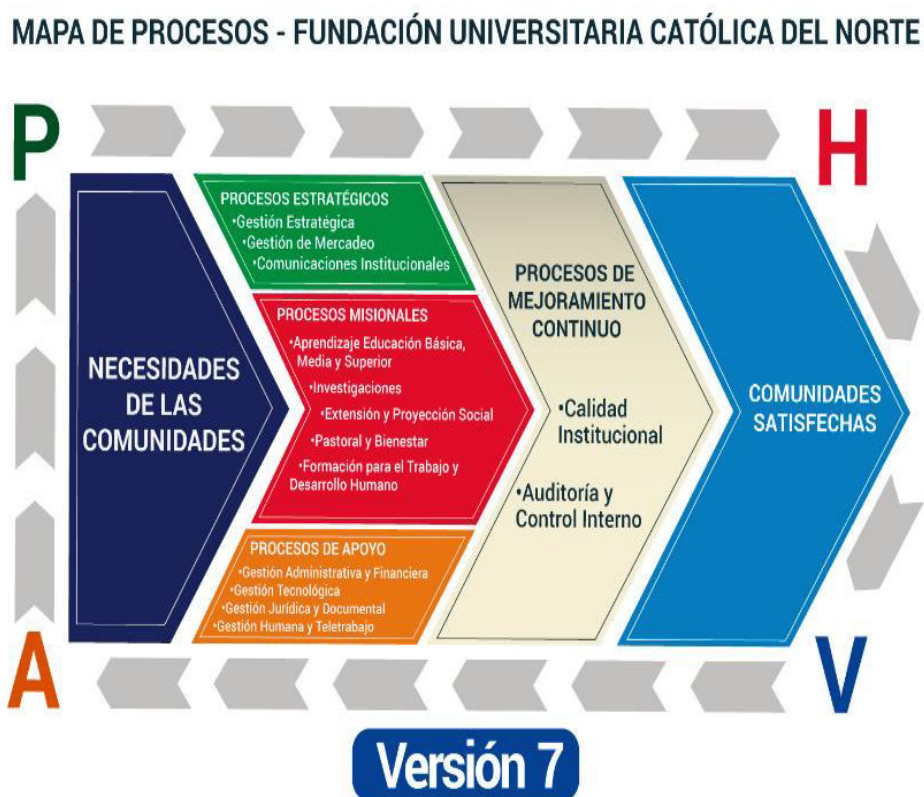 MAPA DE PROCESOS - FUNDACIÓN UNIVERSITARIA CATÓLICA DEL NORTE
P
H
NECESIDADES
DE LAS
COMUNIDADES
PROCESOS ESTRATÉGICOS
•Gestión Estratégica
•Gestión de Mercadeo
•Comunicaciones Institucionales
PROCESOS MISIONALES
•Aprendizaje Educación Básica,
Media y Superior
•Investigaciones
•Extensión y Proyección Social
•Pastoral y Bienestar
•Formación para el Trabajo y
Desarrollo Humano
PROCESOS DE APOYO
•Gestión Administrativa y Financiera
•Gestión Tecnológica
•Gestión Jurídica y Documental
•Gestión Humana y Teletrabajo
PROCESOS DE
MEJORAMIENTO
CONTINUO
•Calidad
Institucional
•Auditoría y
Control Interno
COMUNIDADES
SATISFECHAS
A
V
Versión 7